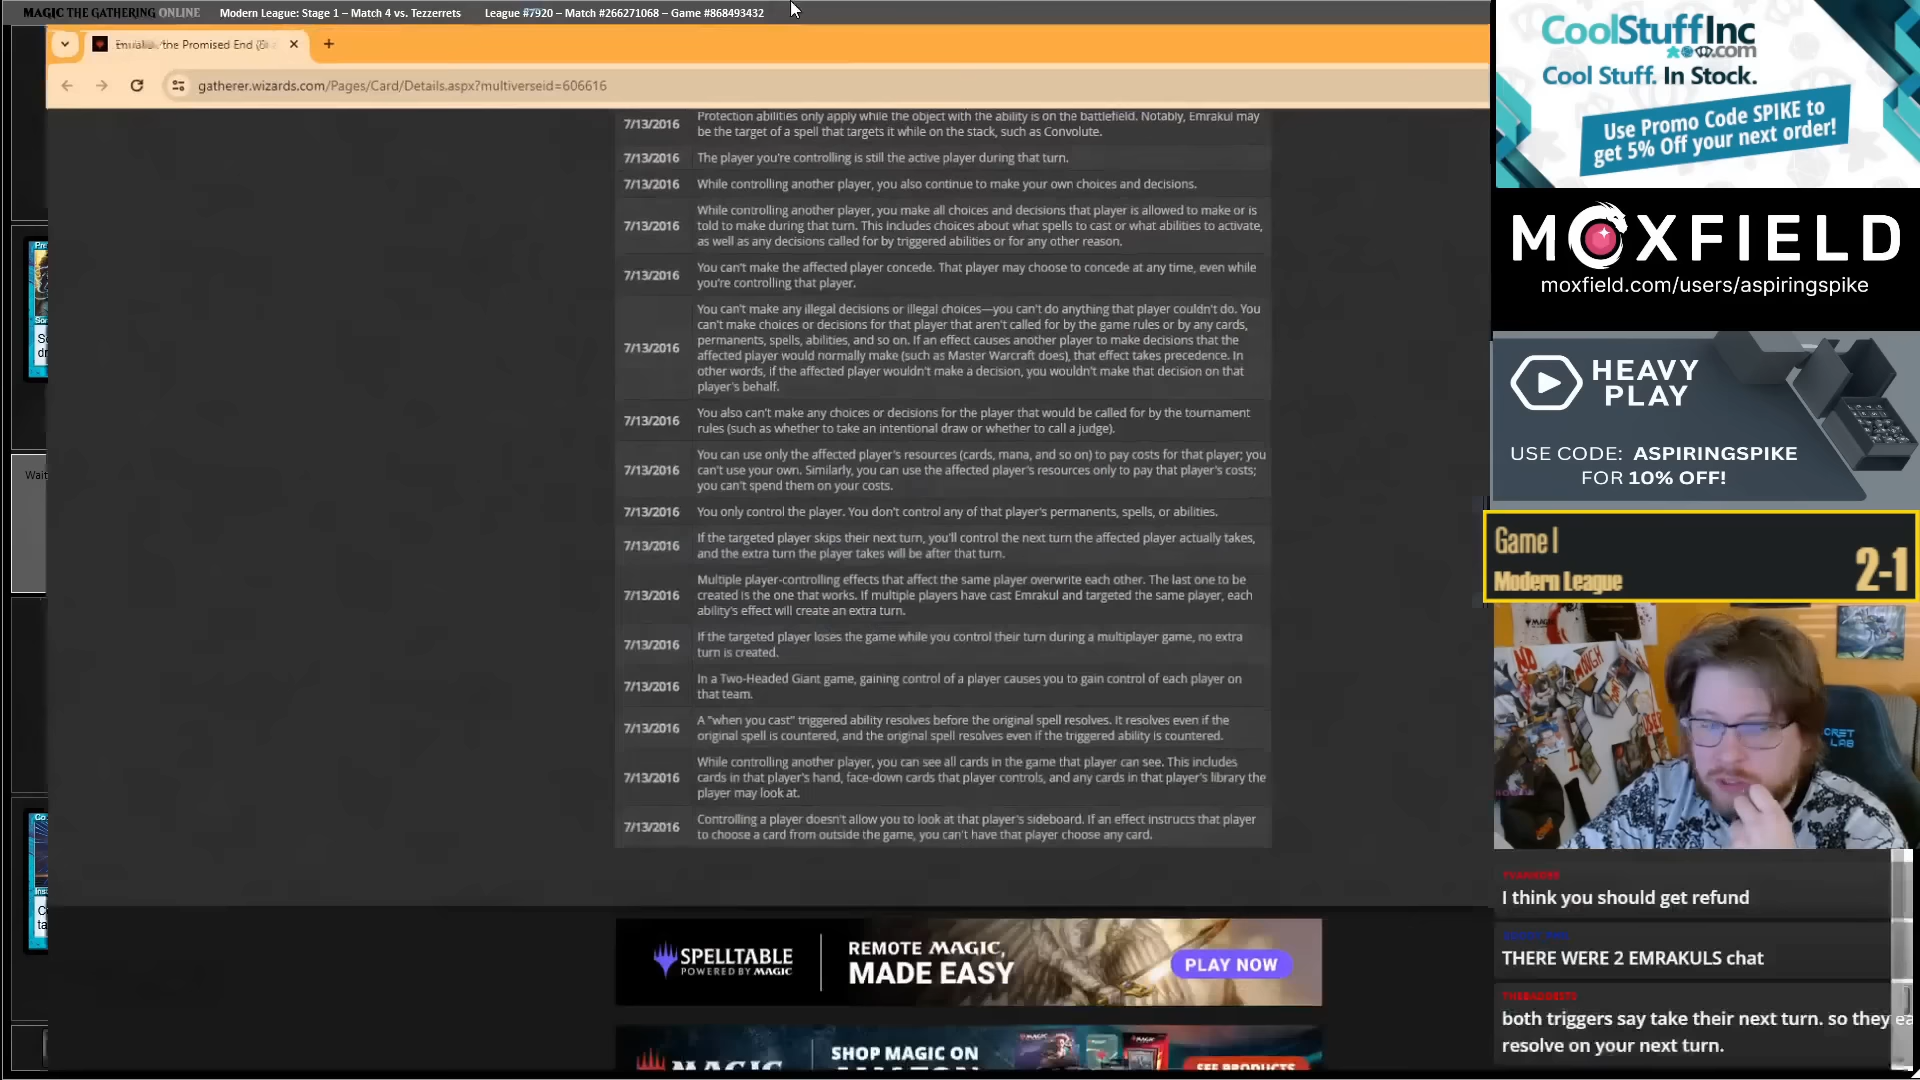 MAGIC THE GATHERING ONLINE Modern League: Stage 1 – Match 4 vs. Tezzerrets League #7920 – Match #266271068 – Game #868493432
the Promised End
gatherer.wizards.com/Pages/Card/Details.aspx?multiverseid=606616
7/13/2016 Protection abilities only apply while the object with the ability is on the battlefield. Notably, Emrakul may
be the target of a spell that targets it while on the stack, such as Convolute.
7/13/2016 The player you're controlling is still the active player during that turn.
7/13/2016 While controlling another player, you also continue to make your own choices and decisions.
7/13/2016 While controlling another player, you make all choices and decisions that player is allowed to make or is
told to make during that turn. This includes choices about what spells to cast or what abilities to activate,
as well as any decisions called for by triggered abilities or for any other reason.
7/13/2016 You can't make the affected player concede. That player may choose to concede at any time, even while
you're controlling that player.
7/13/2016 You can't make any illegal decisions or illegal choices—you can't do anything that player couldn't do. You
can't make choices or decisions for that player that aren't called for by the game rules or by any cards,
permanents, spells, abilities, and so on. If an effect causes another player to make decisions that the
affected player would normally make (such as Master Warcraft does), that effect takes precedence. In
other words, if the affected player wouldn't make a decision, you wouldn't make that decision on that
player's behalf.
7/13/2016 You also can't make any choices or decisions for the player that would be called for by the tournament
rules (such as whether to take an intentional draw or whether to call a judge).
7/13/2016 You can use only the affected player's resources (cards, mana, and so on) to pay costs for that player; you
can't use your own. Similarly, you can use the affected player's resources only to pay that player's costs;
you can't spend them on your costs.
7/13/2016 You only control the player. You don't control any of that player's permanents, spells, or abilities.
7/13/2016 If the targeted player skips their next turn, you'll control the next turn the affected player actually takes,
and the extra turn the player takes will be after that turn.
7/13/2016 Multiple player-controlling effects that affect the same player overwrite each other. The last one to be
created is the one that works. If multiple players have cast Emrakul and targeted the same player, each
ability's effect will create an extra turn.
7/13/2016 If the targeted player loses the game while you control their turn during a multiplayer game, no extra
turn is created.
7/13/2016 In a Two-Headed Giant game, gaining control of a player causes you to gain control of each player on
that team.
7/13/2016 A "when you cast" triggered ability resolves before the original spell resolves. It resolves even if the
original spell is countered, and the original spell resolves even if the triggered ability is countered.
7/13/2016 While controlling another player, you can see all cards in the game that player can see. This includes
cards in that player's hand, face-down cards that player controls, and any cards in that player's library the
player may look at.
7/13/2016 Controlling a player doesn't allow you to look at that player's sideboard. If an effect instructs that player
to choose a card from outside the game, you can't have that player choose any card.
Wait
SPELLTABLE
POWERED BY MAGIC
REMOTE MAGIC,
MADE EASY
PLAY NOW
MAGIC
SHOP MAGIC ON
AMAZON
SEE PRODUCTS
CoolStuffInc
.com
Cool Stuff. In Stock.
Use Promo Code SPIKE to
get 5% Off your next order!
MOXFIELD
moxfield.com/users/aspiringspike
HEAVY
PLAY
USE CODE: ASPIRINGSPIKE
FOR 10% OFF!
Game 1
Modern League
2-1
I think you should get refund
THERE WERE 2 EMRAKULS chat
both triggers say take their next turn. so they ea
resolve on your next turn.